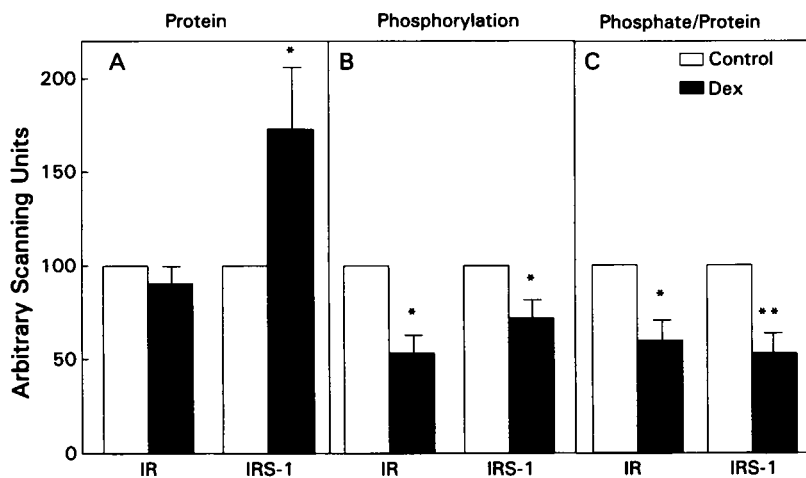 Protein Phosphorylation Phosphate/Protein
A B C
* Control
Dex
Arbitrary Scanning Units
200
150
100
50
0
* * * **
IR IRS-1 IR IRS-1 IR IRS-1